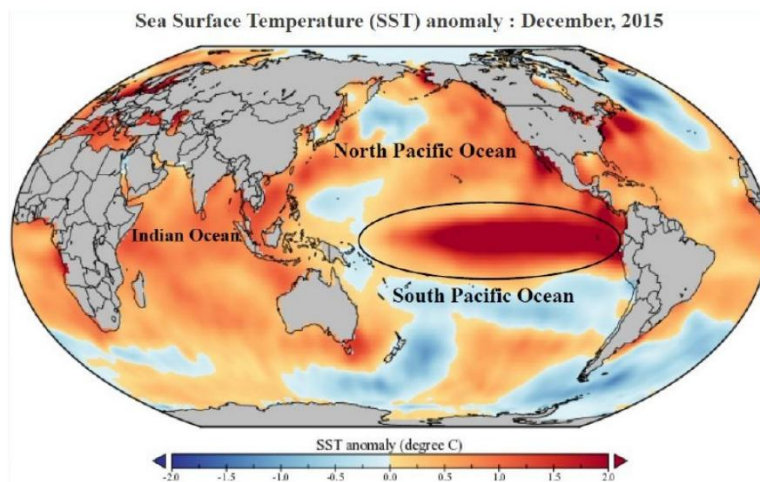 Sea Surface Temperature (SST) anomaly : December, 2015
North Pacific Ocean
Indian Ocean
South Pacific Ocean
SST anomaly (degree C)
-2.0 -1.5 -1.0 -0.5 0.0 0.5 1.0 1.5 2.0